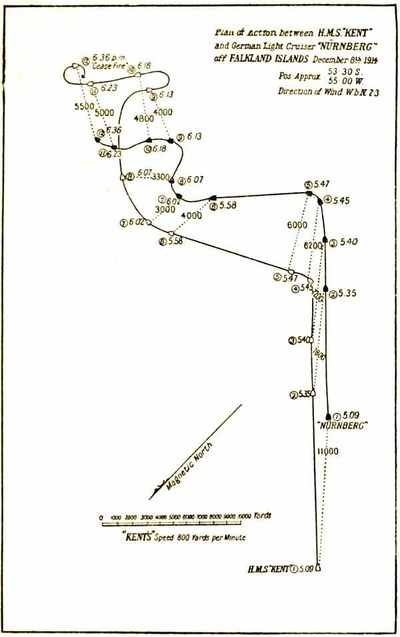 Plan of Action between H.M.S. "KENT"
and German Light Cruiser "NÜRNBERG"
off FALKLAND ISLANDS December 8th 1914
Pos Approx 53 30 S.
55 00 W.
Direction of Wind W.b.N. 2·3
6.36 p.m.
Cease Fire
6.18
6.23
6.13
5500
5000
4800
4000
6.36
6.23
6.18
6.13
6.07
3300
6.07
6.02
3000
4000
5.58
6.02
5.58
5.47
5.45
6000
6200
5.40
5.47
5.45
5.35
5.40
5.35
5.09
"NÜRNBERG"
11000
Magnetic North
0 1000 2000 3000 4000 5000 6000 7000 8000 9000 10000 Yards
"KENTS" Speed 800 Yards per Minute
H.M.S "KENT" 1 5.09